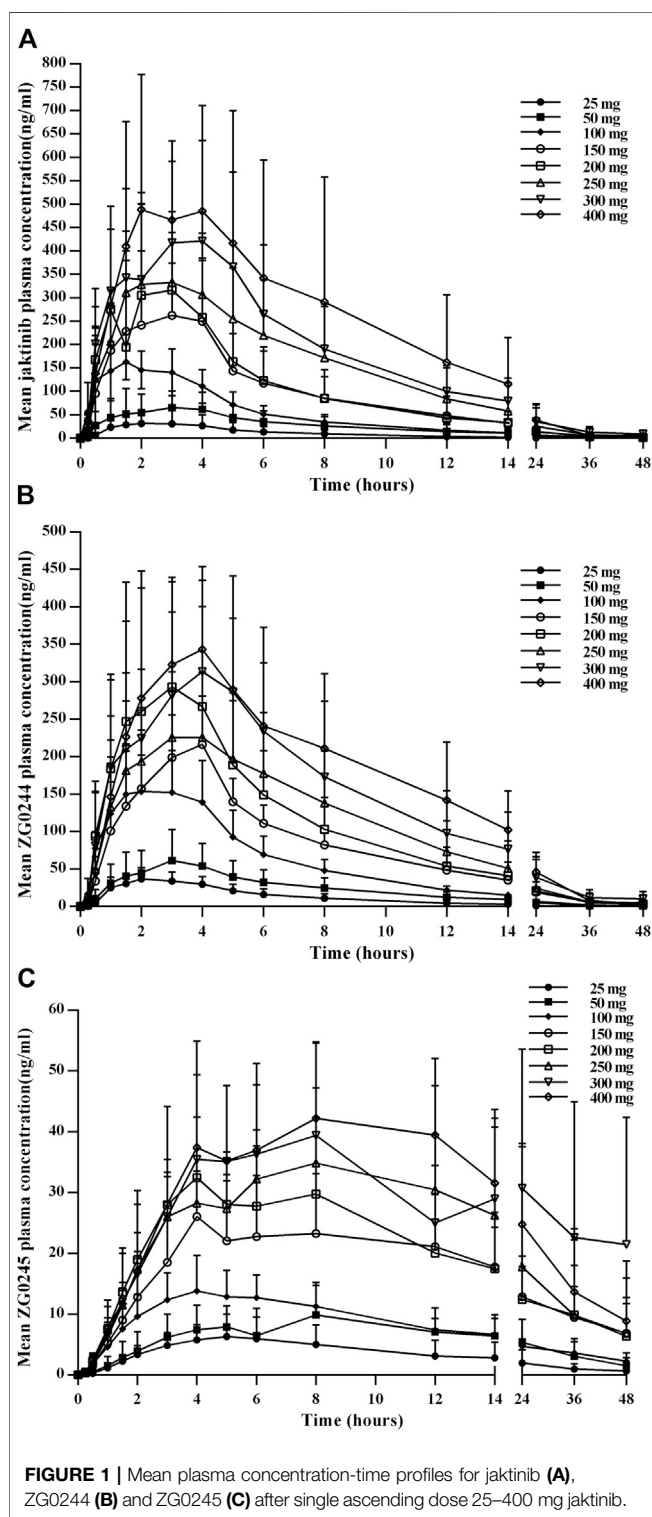 A
Mean jaktinib plasma concentration(ng/ml)
800
750
700
650
600
550
500
450
400
350
300
250
200
150
100
50
0
25 mg
50 mg
100 mg
150 mg
200 mg
250 mg
300 mg
400 mg
0 2 4 6 8 10 12 14 24 36 48
Time (hours)
B
Mean ZG0244 plasma concentration(ng/ml)
500
450
400
350
300
250
200
150
100
50
0
25 mg
50 mg
100 mg
150 mg
200 mg
250 mg
300 mg
400 mg
0 2 4 6 8 10 12 14 24 36 48
Time (hours)
C
Mean ZG0245 plasma concentration(ng/ml)
60
50
40
30
20
10
0
25 mg
50 mg
100 mg
150 mg
200 mg
250 mg
300 mg
400 mg
0 2 4 6 8 10 12 14 24 36 48
Time (hours)
FIGURE 1 | Mean plasma concentration-time profiles for jaktinib (A),
ZG0244 (B) and ZG0245 (C) after single ascending dose 25–400 mg jaktinib.